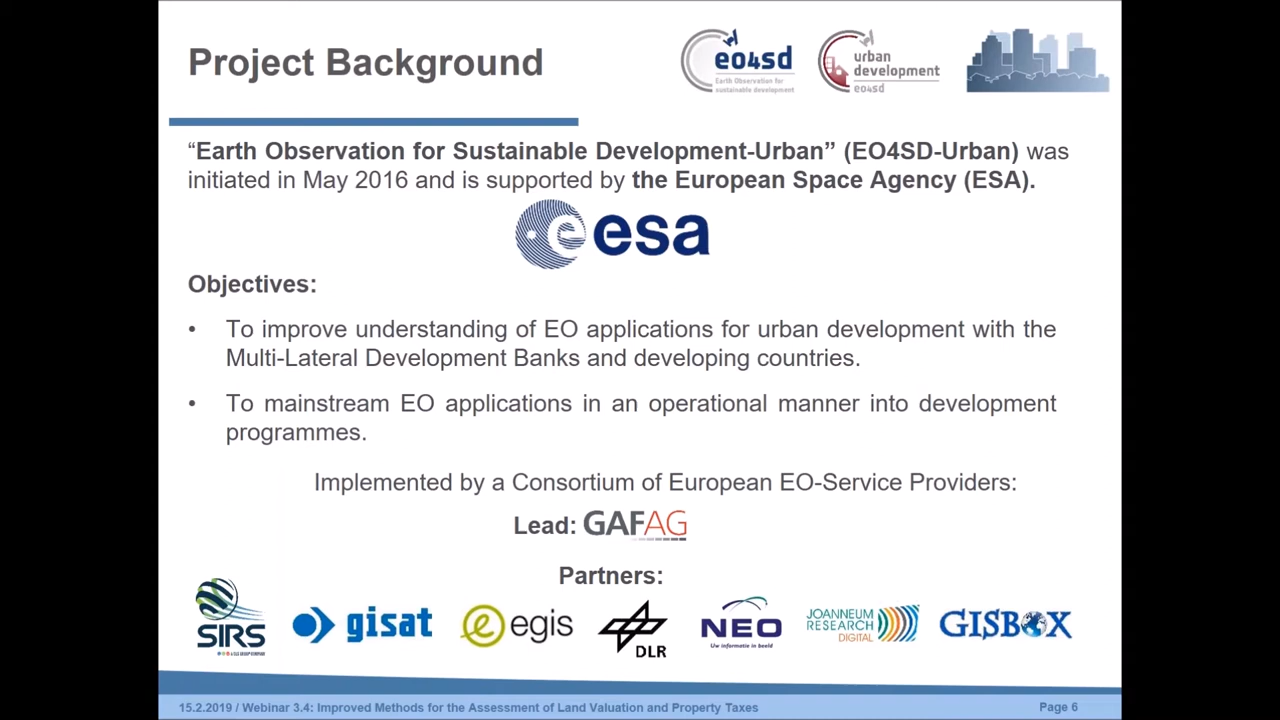 Project Background
eo4sd
Earth Observation for
sustainable development
urban
development
eo4sd
“Earth Observation for Sustainable Development-Urban” (EO4SD-Urban) was
initiated in May 2016 and is supported by the European Space Agency (ESA).
esa
Objectives:
• To improve understanding of EO applications for urban development with the
Multi-Lateral Development Banks and developing countries.
• To mainstream EO applications in an operational manner into development
programmes.
Implemented by a Consortium of European EO-Service Providers:
Lead: GAFAG
Partners:
SIRS
gisat
egis
DLR
NEO
Uw informatie in beeld
JOANNEUM
RESEARCH
DIGITAL
GISBOX
15.2.2019 / Webinar 3.4: Improved Methods for the Assessment of Land Valuation and Property Taxes
Page 6